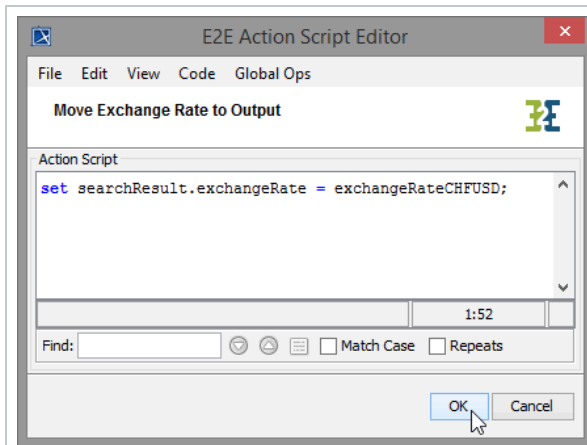 E2E Action Script Editor
File Edit View Code Global Ops
Move Exchange Rate to Output
E2E
Action Script
set searchResult.exchangeRate = exchangeRateCHFUSD;
1:52
Find: Match Case Repeats
OK Cancel